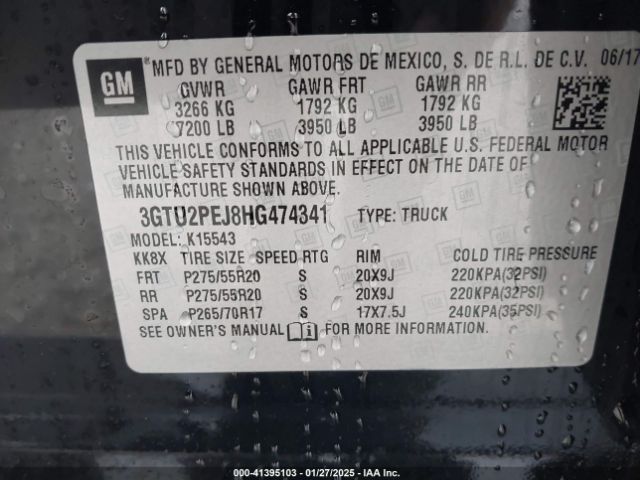 GM
MFD BY GENERAL MOTORS DE MEXICO, S. DE R.L. DE C.V. 06/17
GVWR GAWR FRT GAWR RR
3266 KG 1792 KG 1792 KG
7200 LB 3950 LB 3950 LB
THIS VEHICLE CONFORMS TO ALL APPLICABLE U.S. FEDERAL MOTOR
VEHICLE SAFETY STANDARDS IN EFFECT ON THE DATE OF
MANUFACTURE SHOWN ABOVE.
3GTU2PEJ8HG474341 TYPE: TRUCK
MODEL: K15543
KK8X TIRE SIZE SPEED RTG RIM COLD TIRE PRESSURE
FRT P275/55R20 S 20X9J 220KPA(32PSI)
RR P275/55R20 S 20X9J 220KPA(32PSI)
SPA P265/70R17 S 17X7.5J 240KPA(35PSI)
SEE OWNER'S MANUAL FOR MORE INFORMATION.
000-41395103 - 01/27/2025 - IAA Inc.